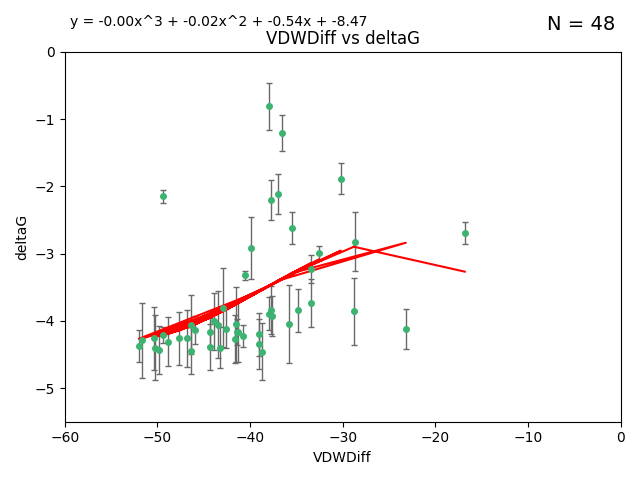 y = -0.00x^3 + -0.02x^2 + -0.54x + -8.47
N = 48
VDWDiff vs deltaG
0
−1
−2
−3
−4
−5
deltaG
−60 −50 −40 −30 −20 −10 0
VDWDiff